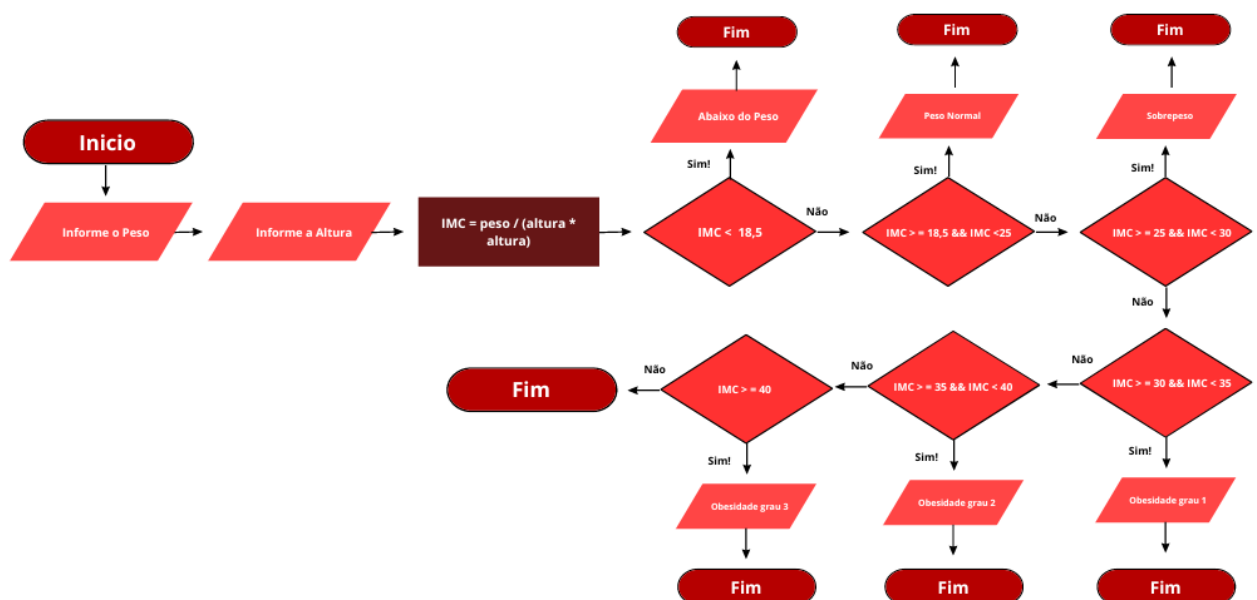 Fim
Fim
Fim
Abaixo do Peso
Peso Normal
Sobrepeso
Inicio
Sim!
Sim!
Sim!
Informe o Peso
Informe a Altura
IMC = peso / (altura *
altura)
IMC < 18,5
Não
IMC > = 18,5 && IMC <25
Não
IMC > = 25 && IMC < 30
Não
IMC > = 30 && IMC < 35
Não
IMC > = 35 && IMC < 40
Não
IMC > = 40
Não
Fim
Sim!
Sim!
Sim!
Obesidade grau 3
Obesidade grau 2
Obesidade grau 1
Fim
Fim
Fim